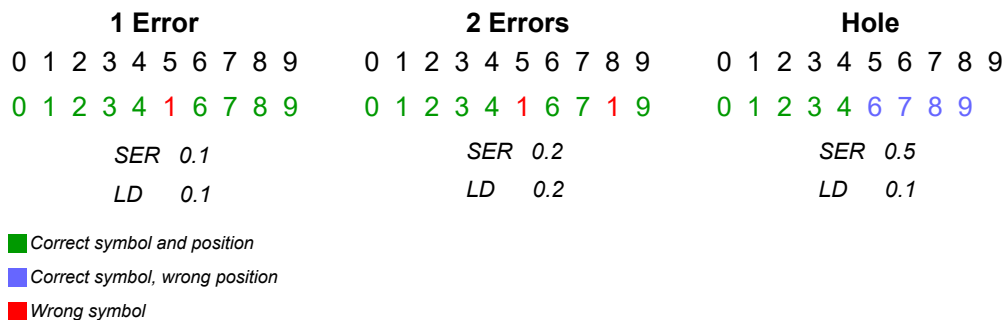 1 Error
0 1 2 3 4 5 6 7 8 9
0 1 2 3 4 1 6 7 8 9
SER 0.1
LD 0.1
2 Errors
0 1 2 3 4 5 6 7 8 9
0 1 2 3 4 1 6 7 1 9
SER 0.2
LD 0.2
Hole
0 1 2 3 4 5 6 7 8 9
0 1 2 3 4 6 7 8 9
SER 0.5
LD 0.1
Correct symbol and position
Correct symbol, wrong position
Wrong symbol